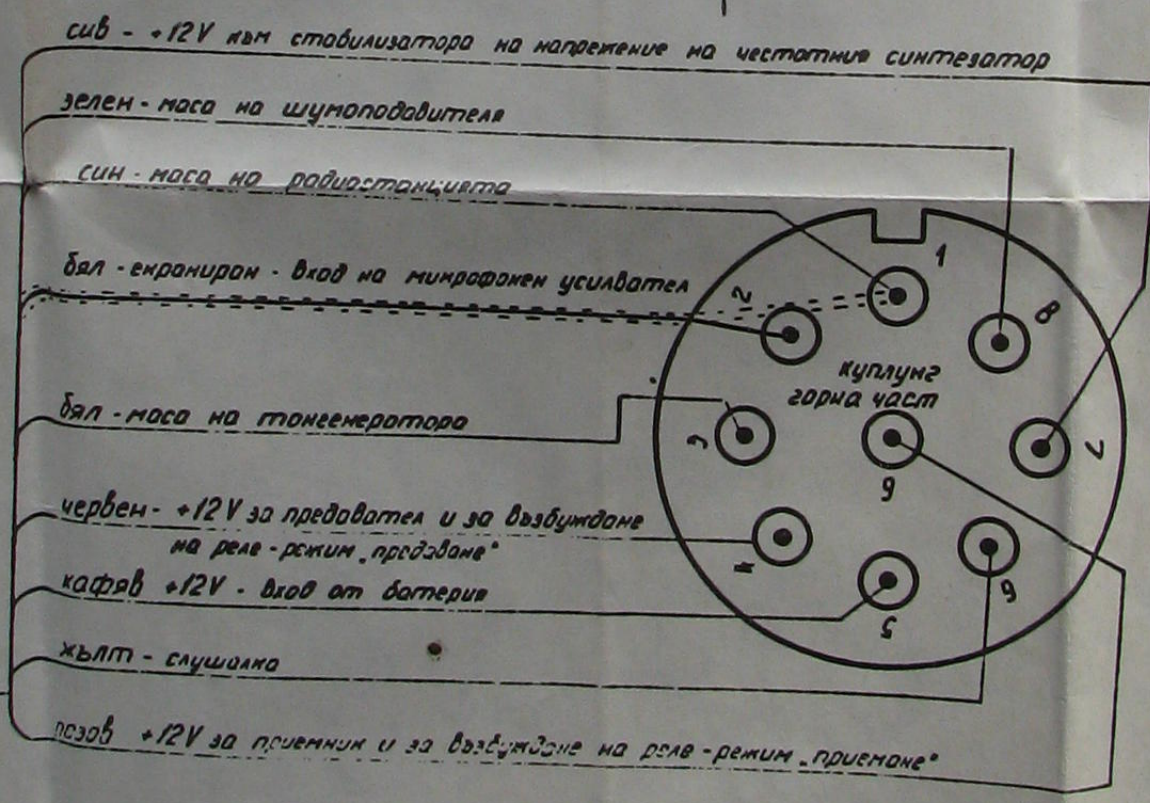 сив - +12V към стабилизатора на напрежение на честотния синтезатор
зелен - маса на шумоподавителя
син - маса на радиостанцията
бял - екраниран - вход на микрофонен усилвател
1
2
8
куплунг
горна част
бял - маса на тонгенератора
3
7
9
червен - +12V за предавател и за възбуждане
на реле - режим „предаване“
4
6
кафяв +12V - вход от батерия
5
жълт - слушалка
розов +12V за приемник и за възбуждане на реле - режим „приемане“